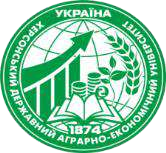 УКРАЇНА
ХЕРСОНСЬКИЙ ДЕРЖАВНИЙ АГРАРНО-ЕКОНОМІЧНИЙ УНІВЕРСИТЕТ
1874